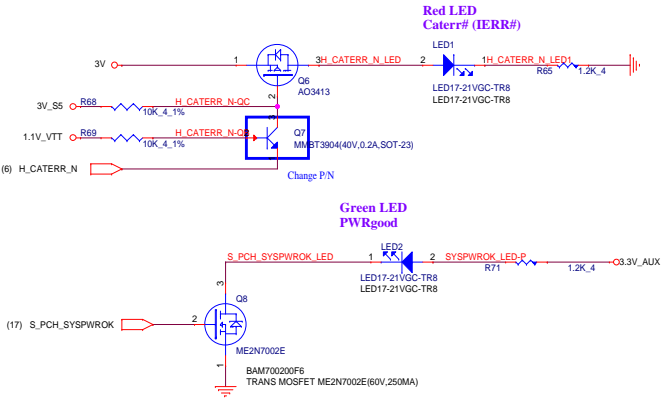 Red LED
Caterr# (IERR#)
LED1
3V
1
3
H_CATERR_N_LED
2
1
H_CATERR_N_LED1
R65
1.2K_4
Q6
AO3413
2
LED17-21VGC-TR8
LED17-21VGC-TR8
3V_S5
R68
H_CATERR_N-QC
10K_4_1%
3
1.1V_VTT
R69
H_CATERR_N-QB
10K_4_1%
Q7
MMBT3904(40V,0.2A,SOT-23)
(6) H_CATERR_N
Change P/N
Green LED
PWRgood
LED2
S_PCH_SYSPWROK_LED
1
2
SYSPWROK_LED-P
R71
1.2K_4
3.3V_AUX
LED17-21VGC-TR8
LED17-21VGC-TR8
3
Q8
(17) S_PCH_SYSPWROK
2
ME2N7002E
1
BAM700200F6
TRANS MOSFET ME2N7002E(60V,250MA)